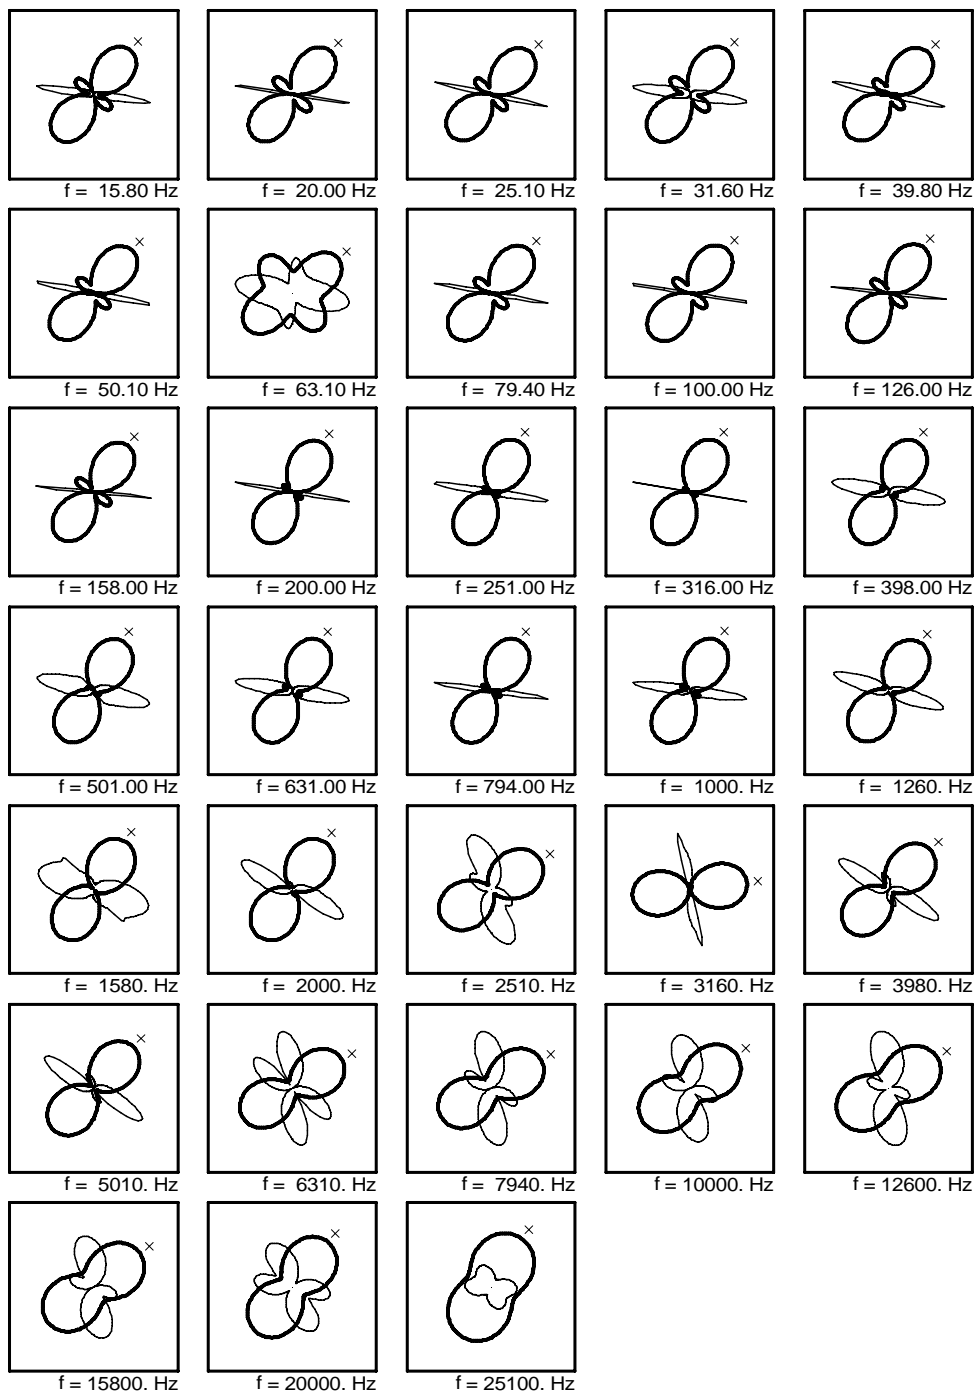 f = 15.80 Hz f = 20.00 Hz f = 25.10 Hz f = 31.60 Hz f = 39.80 Hz
f = 50.10 Hz f = 63.10 Hz f = 79.40 Hz f = 100.00 Hz f = 126.00 Hz
f = 158.00 Hz f = 200.00 Hz f = 251.00 Hz f = 316.00 Hz f = 398.00 Hz
f = 501.00 Hz f = 631.00 Hz f = 794.00 Hz f = 1000. Hz f = 1260. Hz
f = 1580. Hz f = 2000. Hz f = 2510. Hz f = 3160. Hz f = 3980. Hz
f = 5010. Hz f = 6310. Hz f = 7940. Hz f = 10000. Hz f = 12600. Hz
f = 15800. Hz f = 20000. Hz f = 25100. Hz